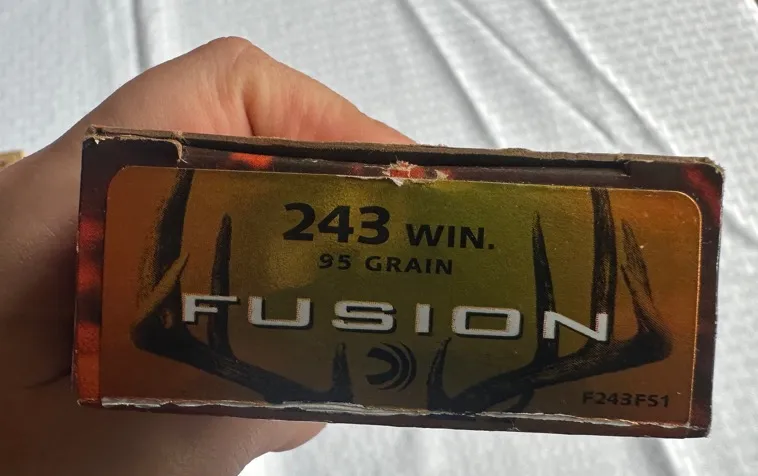 243 WIN.
95 GRAIN
FUSION
F243FS1